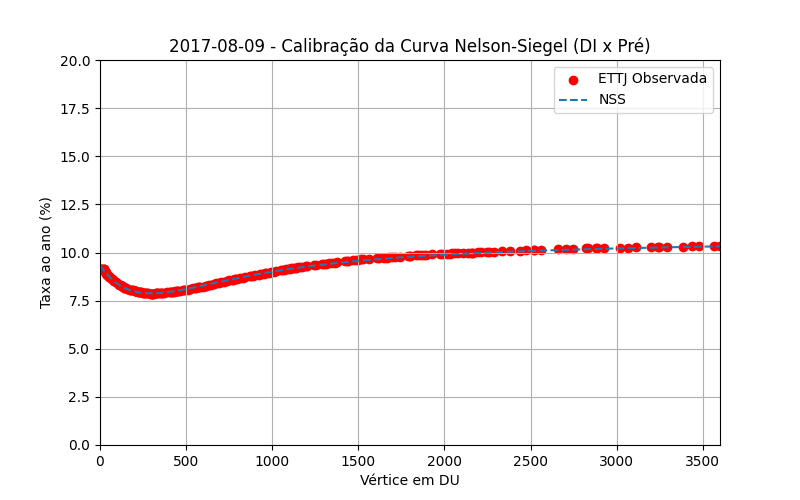 2017-08-09 - Calibração da Curva Nelson-Siegel (DI x Pré)
ETTJ Observada
NSS
Taxa ao ano (%)
20.0
17.5
15.0
12.5
10.0
7.5
5.0
2.5
0.0
0 500 1000 1500 2000 2500 3000 3500
Vértice em DU